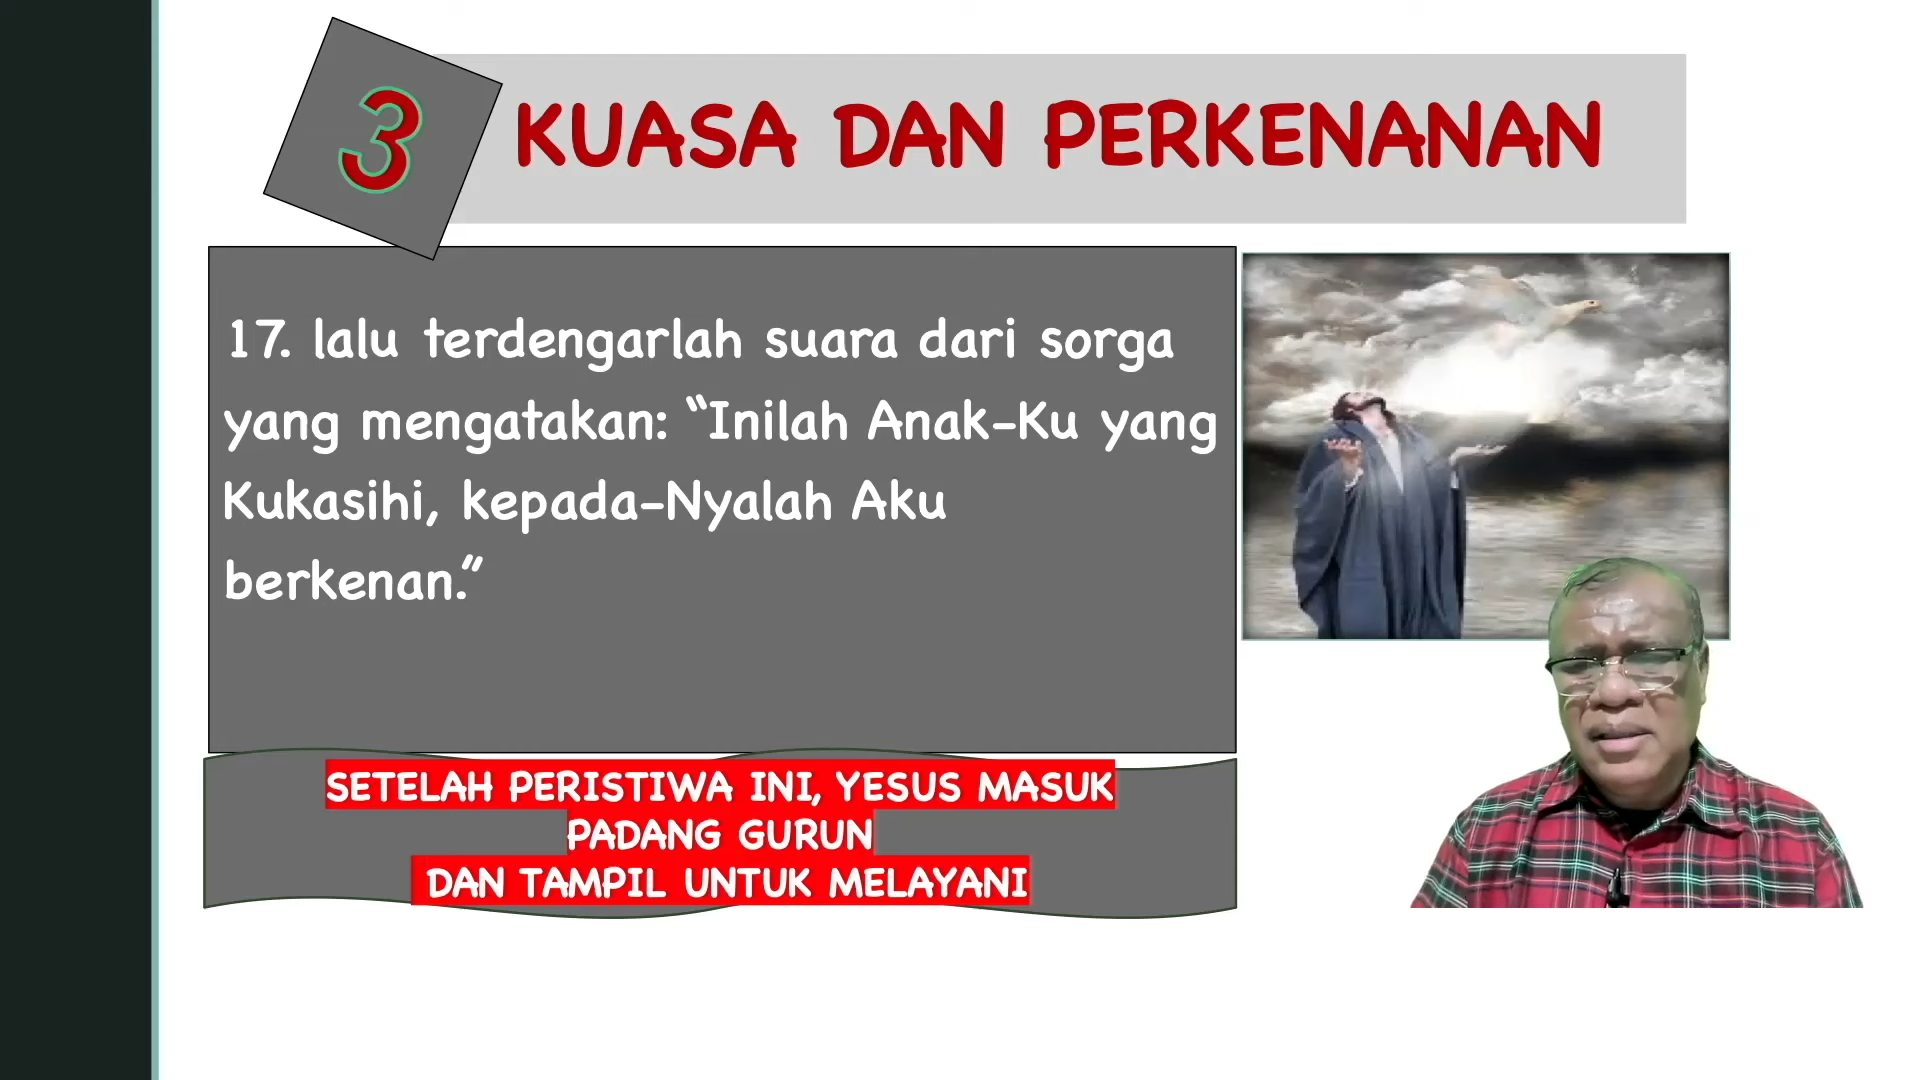 3
KUASA DAN PERKENANAN
17. lalu terdengarlah suara dari sorga
yang mengatakan: “Inilah Anak-Ku yang
Kukasihi, kepada-Nyalah Aku
berkenan.”
SETELAH PERISTIWA INI, YESUS MASUK
PADANG GURUN
DAN TAMPIL UNTUK MELAYANI